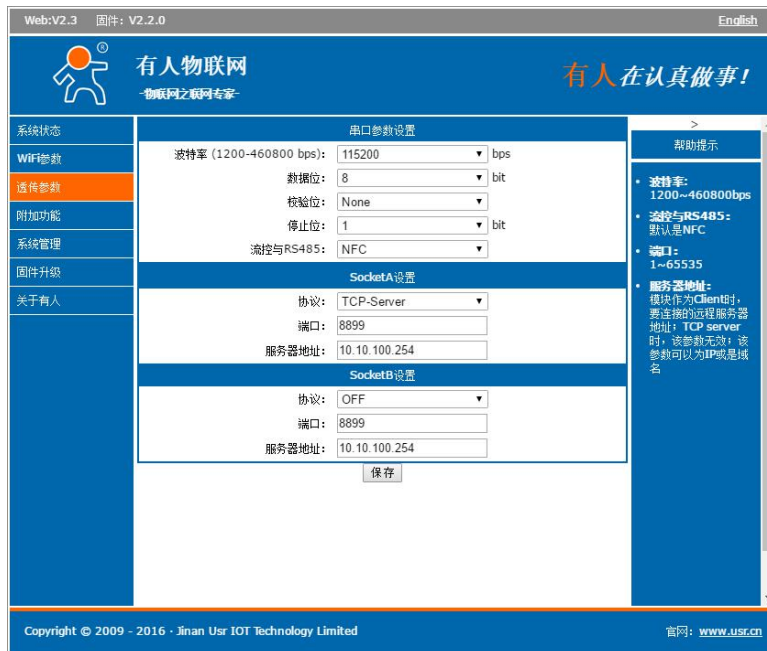 Web:V2.3 固件: V2.2.0 English
®
有人物联网
-物联网之联网专家-
有人在认真做事!
系统状态
WiFi参数
透传参数
附加功能
系统管理
固件升级
关于有人
串口参数设置
波特率 (1200-460800 bps): 115200 bps
数据位: 8 bit
校验位: None
停止位: 1 bit
流控与RS485: NFC
SocketA设置
协议: TCP-Server
端口: 8899
服务器地址: 10.10.100.254
SocketB设置
协议: OFF
端口: 8899
服务器地址: 10.10.100.254
保存
>
帮助提示
• 波特率:
1200~460800bps
• 流控与RS485:
默认是NFC
• 端口:
1~65535
• 服务器地址:
模块作为Client时,
要连接的远程服务器
地址; TCP server
时, 该参数无效; 该
参数可以为IP或是域
名
Copyright © 2009 - 2016 · Jinan Usr IOT Technology Limited 官网: www.usr.cn